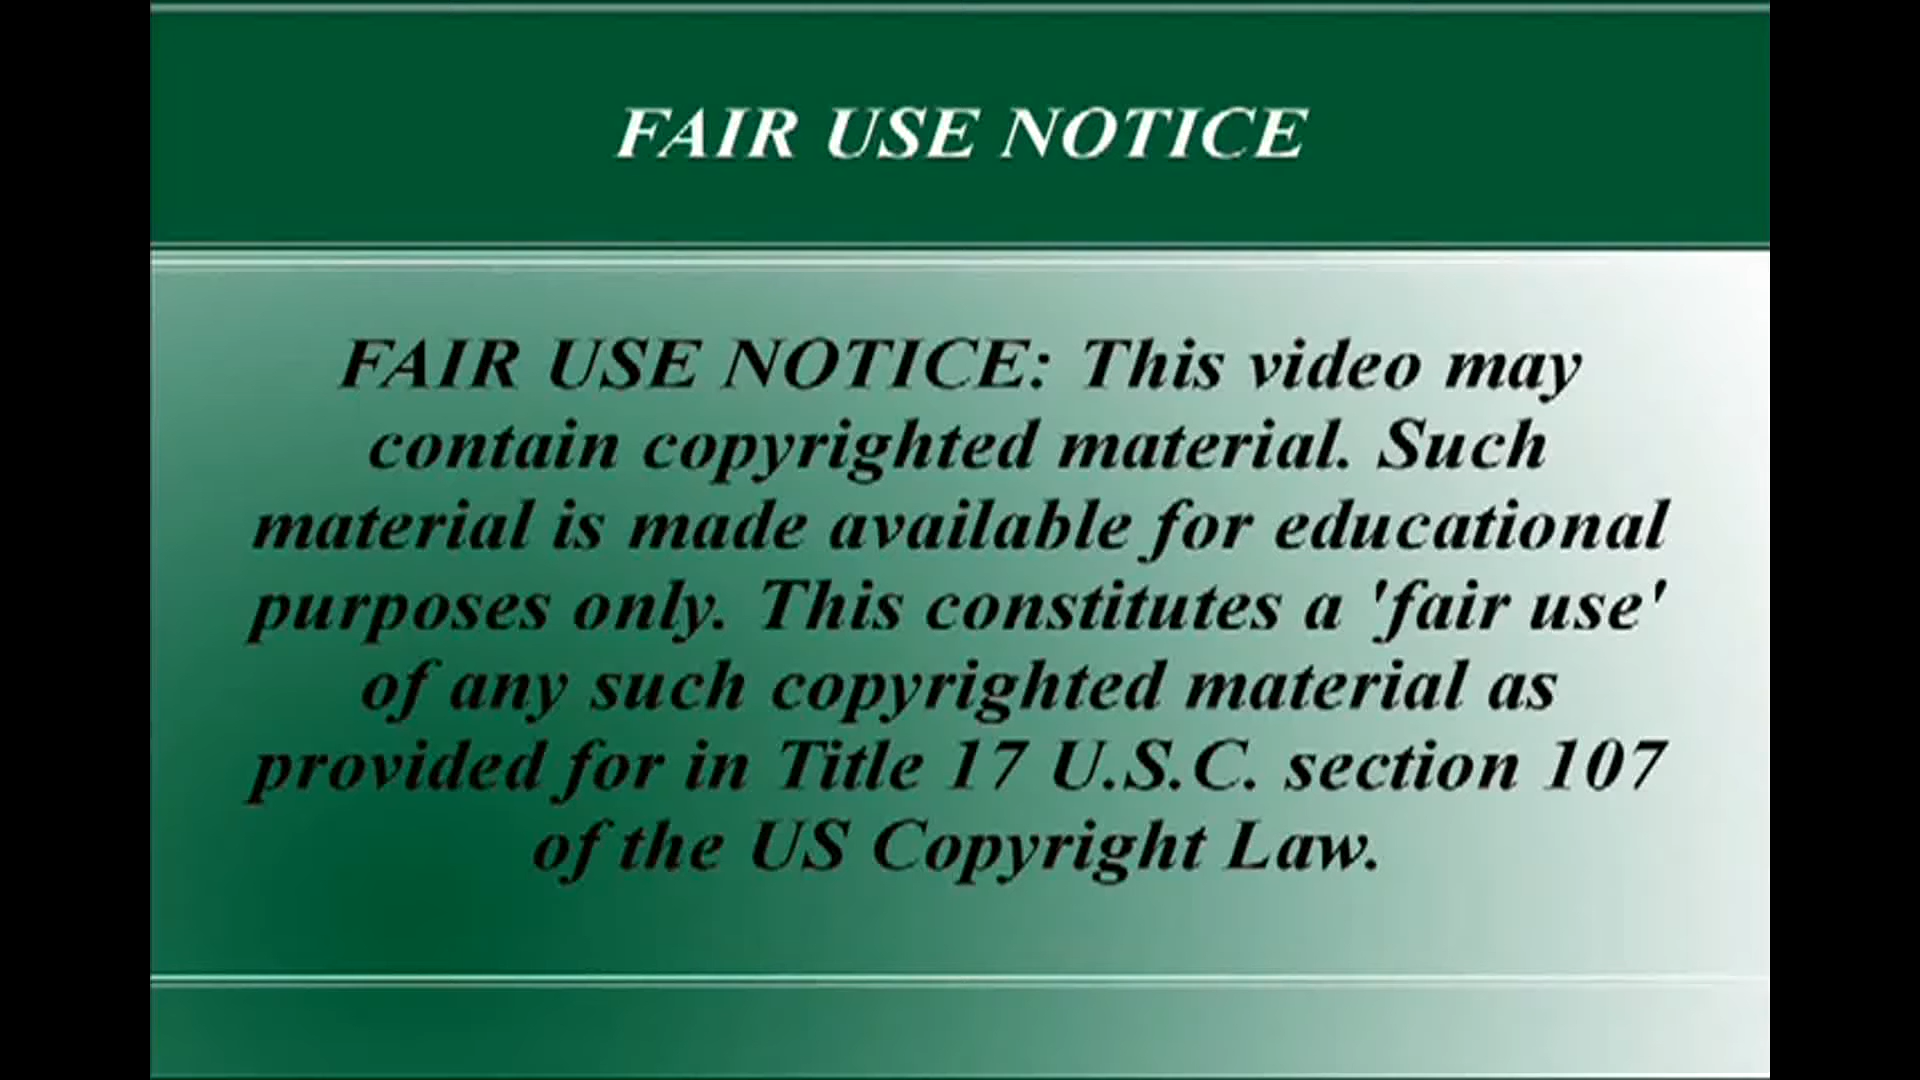 FAIR USE NOTICE
FAIR USE NOTICE: This video may
contain copyrighted material. Such
material is made available for educational
purposes only. This constitutes a 'fair use'
of any such copyrighted material as
provided for in Title 17 U.S.C. section 107
of the US Copyright Law.